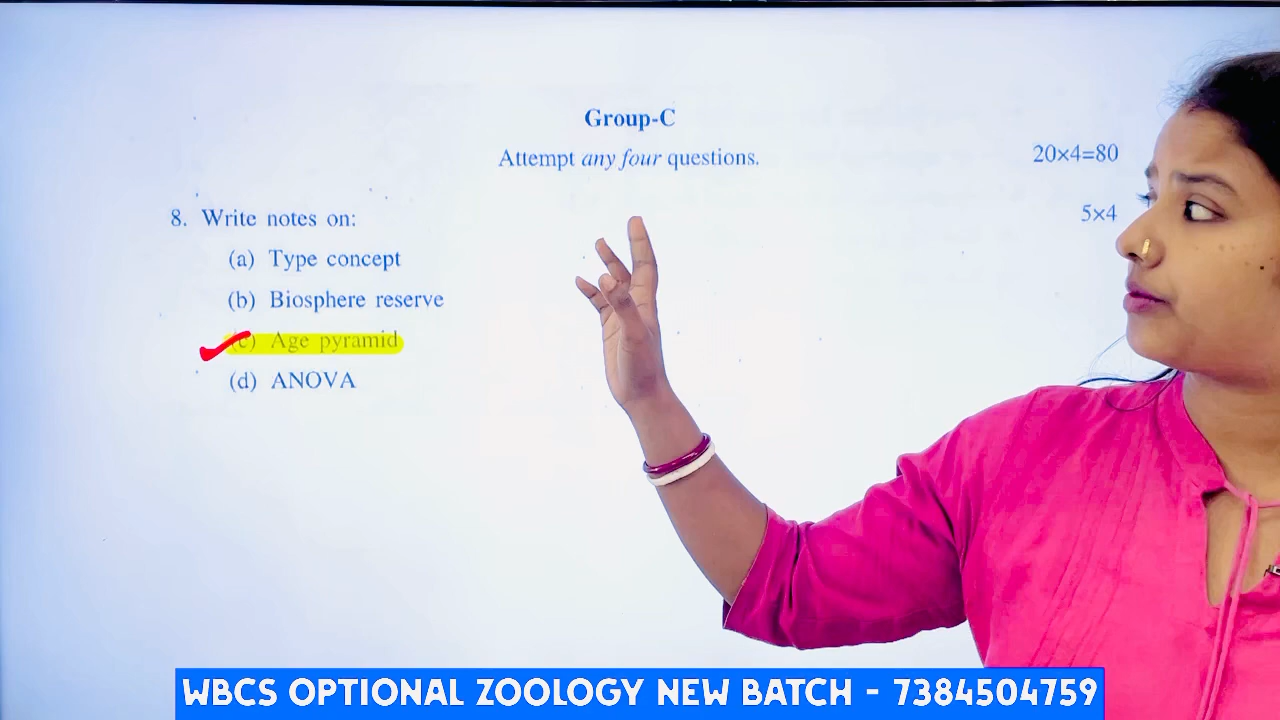 Group-C
Attempt any four questions.
20×4=80
8. Write notes on:
5×4
(a) Type concept
(b) Biosphere reserve
(c) Age pyramid
(d) ANOVA
WBCS OPTIONAL ZOOLOGY NEW BATCH - 7384504759